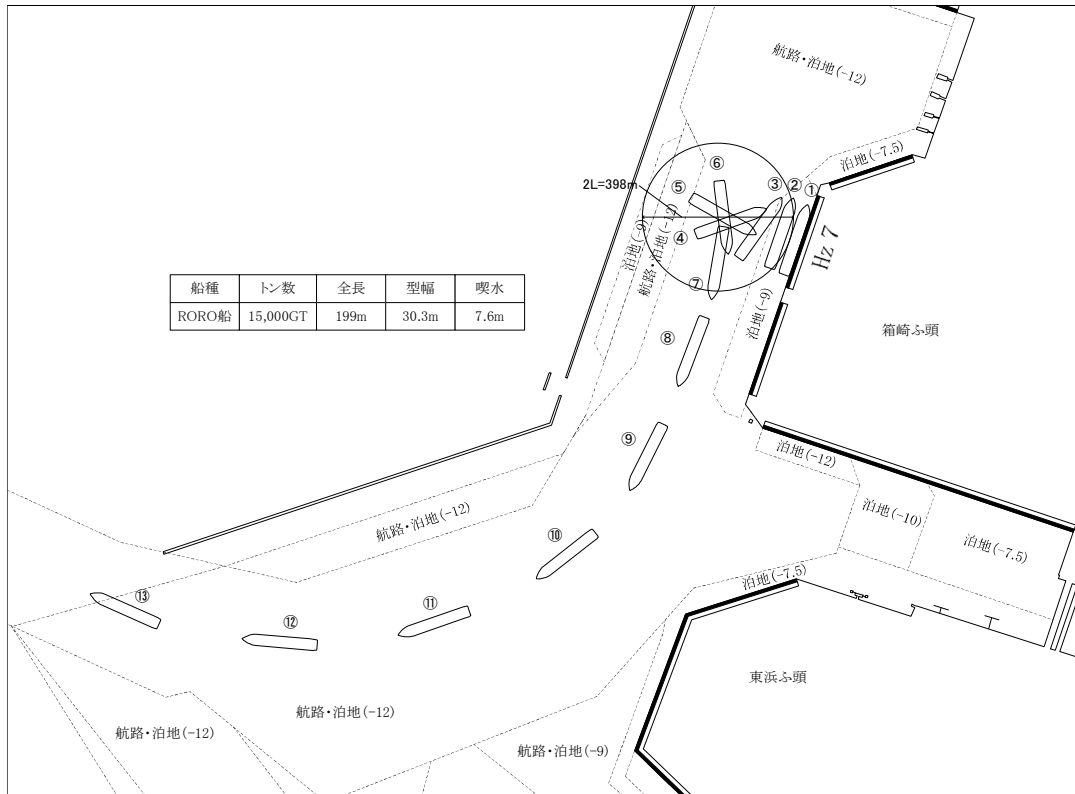 航路・泊地(-12)
泊地(-7.5)
⑥
⑤
③
②
①
2L=398m
④
泊地(-9)
航路・泊地(-12)
Hz 7
⑦
泊地(-9)
船種 トン数 全長 型幅 喫水
RORO船 15,000GT 199m 30.3m 7.6m
⑧
箱崎ふ頭
⑨
泊地(-12)
泊地(-10)
泊地(-7.5)
航路・泊地(-12)
⑩
泊地(-7.5)
⑬
⑫
⑪
東浜ふ頭
航路・泊地(-12)
航路・泊地(-12)
航路・泊地(-9)